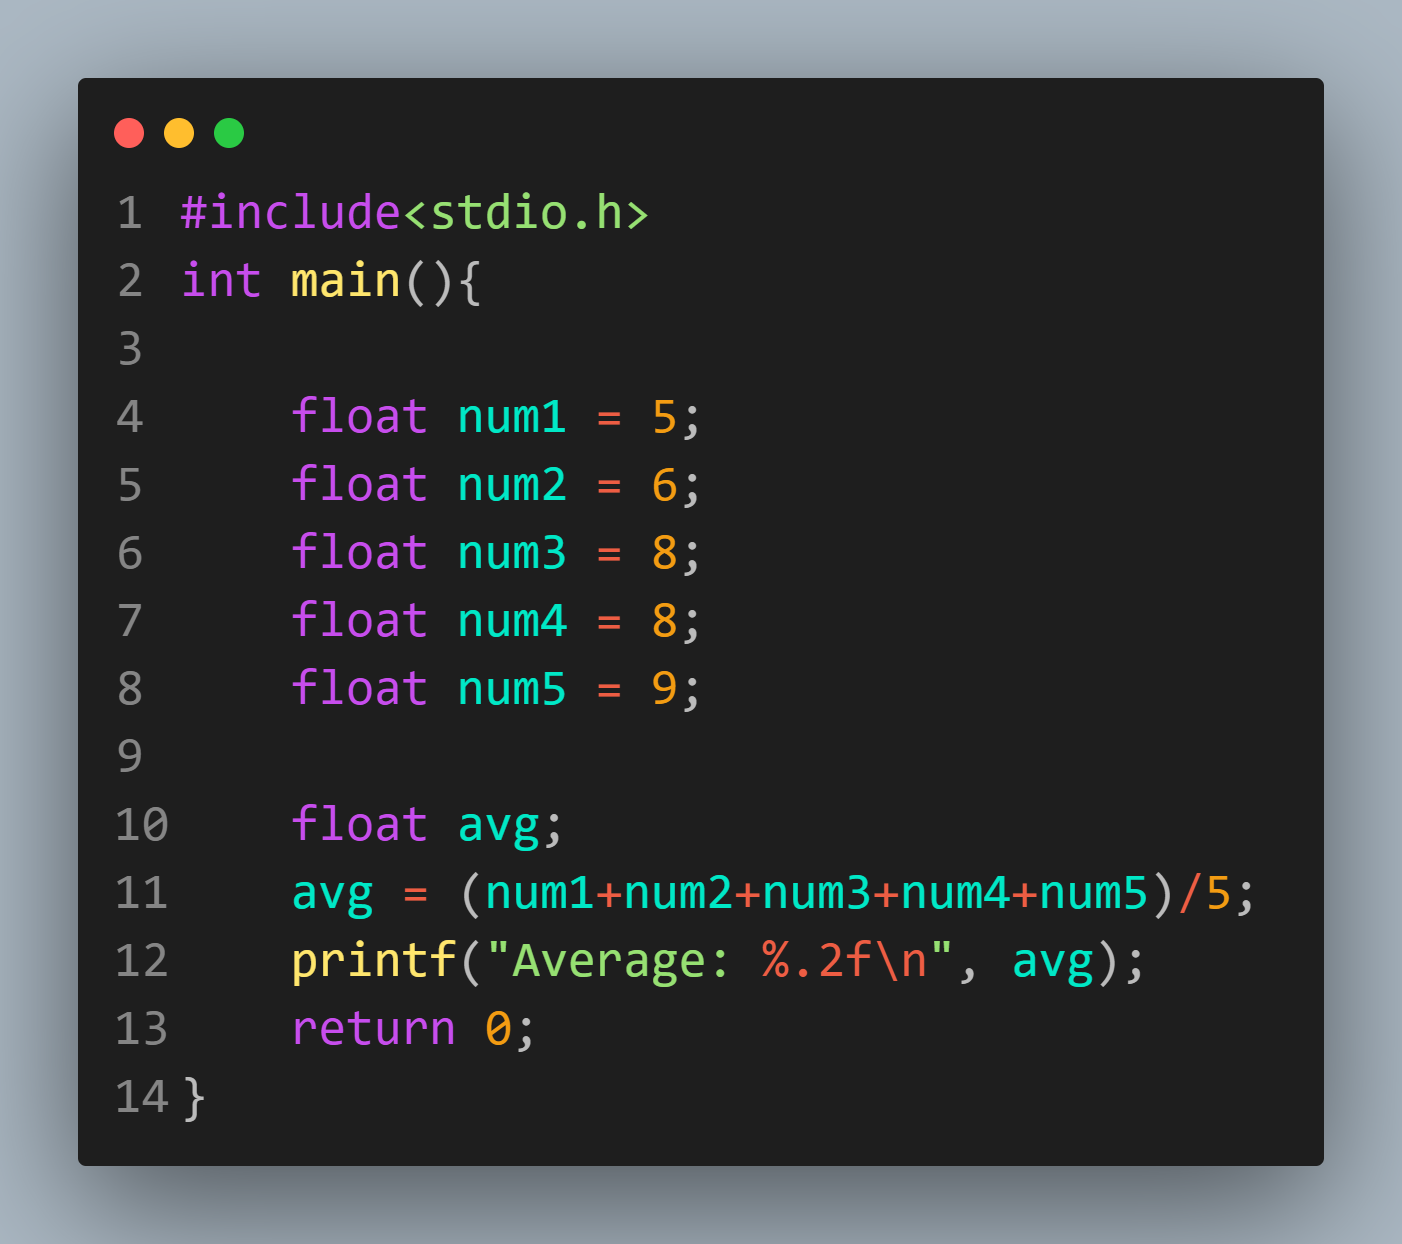 1 #include<stdio.h>
2 int main(){
3
4     float num1 = 5;
5     float num2 = 6;
6     float num3 = 8;
7     float num4 = 8;
8     float num5 = 9;
9
10     float avg;
11     avg = (num1+num2+num3+num4+num5)/5;
12     printf("Average: %.2f\n", avg);
13     return 0;
14 }